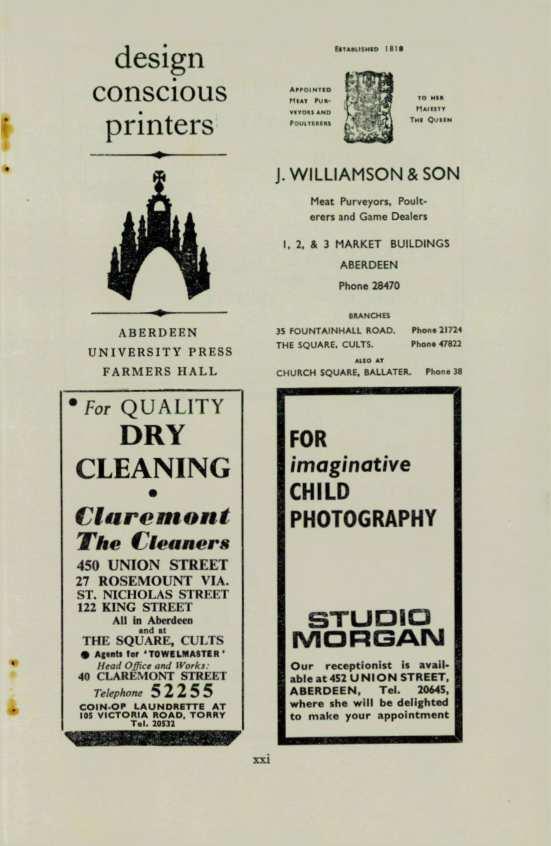 design
conscious
printers
ABERDEEN
UNIVERSITY PRESS
FARMERS HALL
ESTABLISHED 1818
APPOINTED
MEAT PUR-
VEYORS AND
POULTERERS
TO HER
MAJESTY
THE QUEEN
J. WILLIAMSON & SON
Meat Purveyors, Poult-
erers and Game Dealers
1, 2, & 3 MARKET BUILDINGS
ABERDEEN
Phone 28470
BRANCHES
35 FOUNTAINHALL ROAD. Phone 21724
THE SQUARE, CULTS. Phone 47822
ALSO AT
CHURCH SQUARE, BALLATER. Phone 38
• For QUALITY
DRY
CLEANING
•
Claremont
The Cleaners
450 UNION STREET
27 ROSEMOUNT VIA.
ST. NICHOLAS STREET
122 KING STREET
All in Aberdeen
and at
THE SQUARE, CULTS
● Agents for 'TOWELMASTER'
Head Office and Works:
40 CLAREMONT STREET
Telephone 52255
COIN-OP LAUNDRETTE AT
105 VICTORIA ROAD, TORRY
Tel. 20532
FOR
imaginative
CHILD
PHOTOGRAPHY
STUDIO
MORGAN
Our receptionist is avail-
able at 452 UNION STREET,
ABERDEEN, Tel. 20645,
where she will be delighted
to make your appointment
xxi